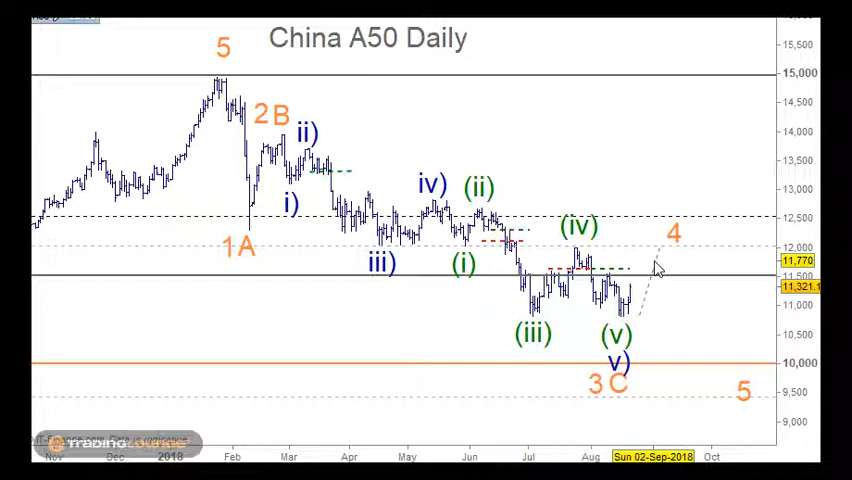 China A50 Daily
5
2 B
ii)
i)
1 A
iii)
iv)
(ii)
(i)
(iii)
(iv)
(v)
v)
3 C
4
5
15,500
15,000
14,500
14,000
13,500
13,000
12,500
12,000
11,770
11,500
11,321.1
11,000
10,500
10,000
9,500
9,000
TRADINGLOUNGE
Nov Dec 2018 Feb Mar Apr May Jun Jul Aug Sun 02-Sep-2018 Oct